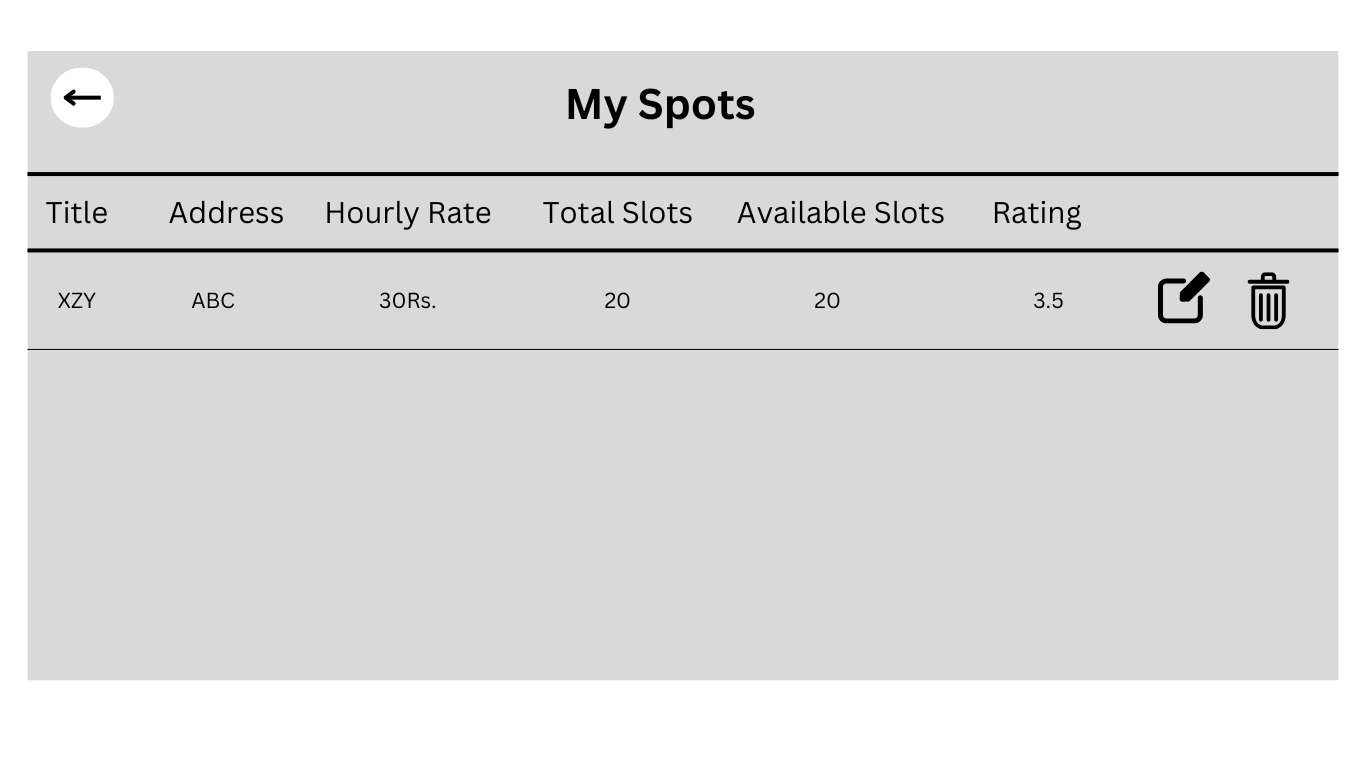 My Spots
Title Address Hourly Rate Total Slots Available Slots Rating
XZY ABC 30Rs. 20 20 3.5